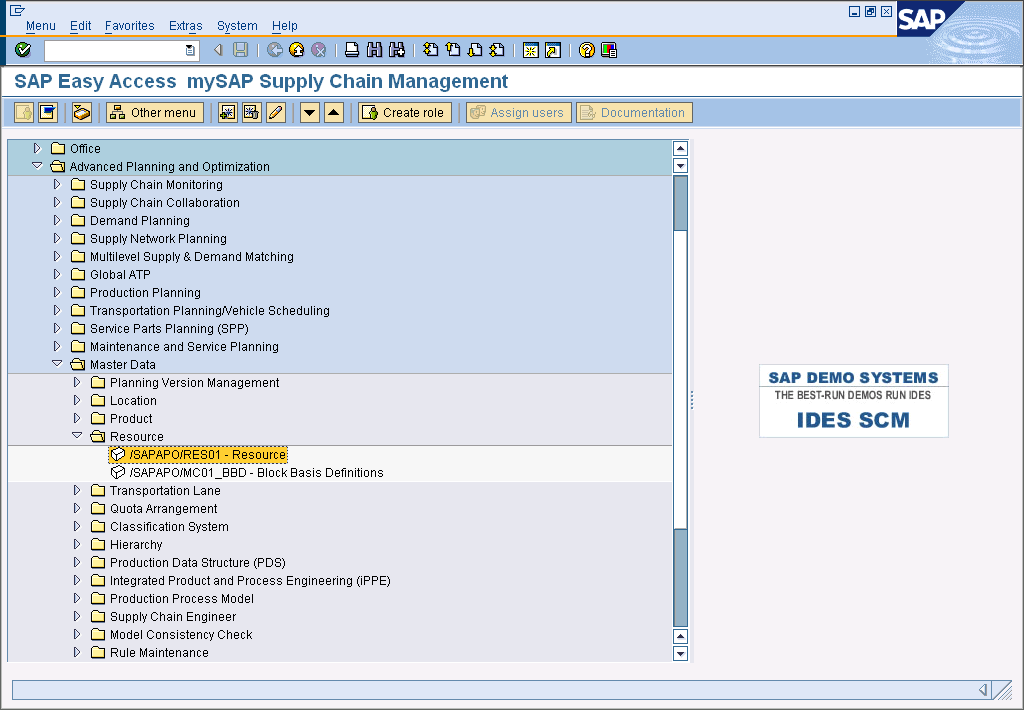 Menu Edit Favorites Extras System Help
SAP
SAP Easy Access mySAP Supply Chain Management
Other menu Create role Assign users Documentation
Office
Advanced Planning and Optimization
Supply Chain Monitoring
Supply Chain Collaboration
Demand Planning
Supply Network Planning
Multilevel Supply & Demand Matching
Global ATP
Production Planning
Transportation Planning/Vehicle Scheduling
Service Parts Planning (SPP)
Maintenance and Service Planning
Master Data
Planning Version Management
Location
Product
Resource
/SAPAPO/RES01 - Resource
/SAPAPO/MC01_BBD - Block Basis Definitions
Transportation Lane
Quota Arrangement
Classification System
Hierarchy
Production Data Structure (PDS)
Integrated Product and Process Engineering (iPPE)
Production Process Model
Supply Chain Engineer
Model Consistency Check
Rule Maintenance
SAP DEMO SYSTEMS
THE BEST-RUN DEMOS RUN IDES
IDES SCM